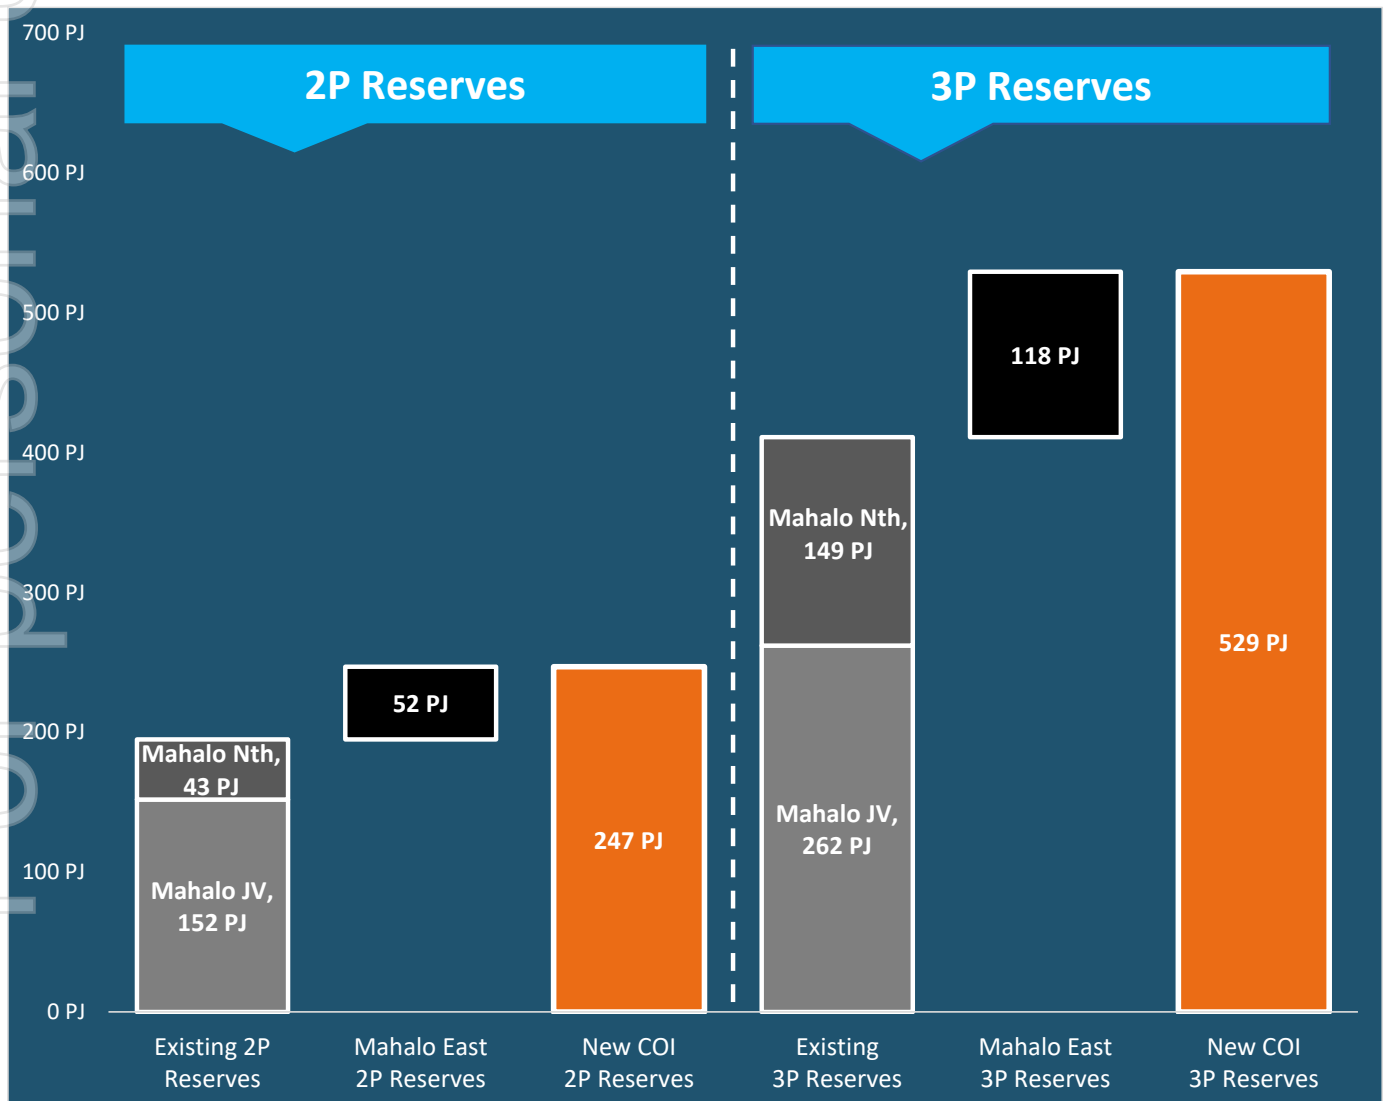 700 PJ
600 PJ
500 PJ
400 PJ
300 PJ
200 PJ
100 PJ
0 PJ
2P Reserves
3P Reserves
Mahalo Nth,
43 PJ
Mahalo JV,
152 PJ
52 PJ
247 PJ
Mahalo Nth,
149 PJ
Mahalo JV,
262 PJ
118 PJ
529 PJ
Existing 2P
Reserves
Mahalo East
2P Reserves
New COI
2P Reserves
Existing
3P Reserves
Mahalo East
3P Reserves
New COI
3P Reserves
For personal